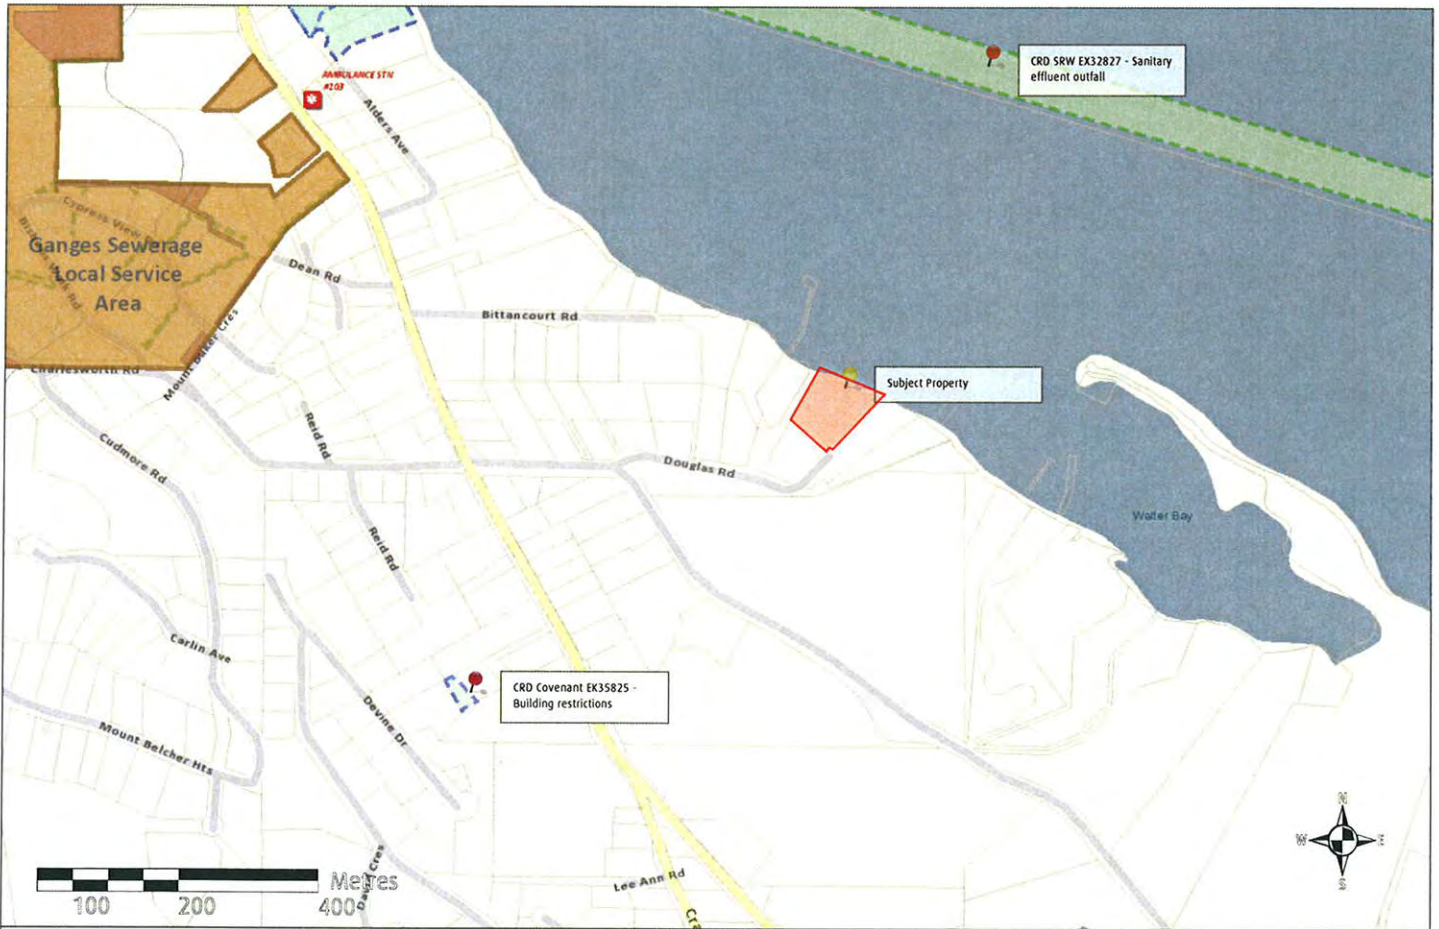 AMBULANCE STN
#103
CRD SRW EX32827 - Sanitary
effluent outfall
Alders Ave
Cypress View
Ganges Sewerage
Local Service
Area
Dean Rd
Bittancourt Rd
Mount Baker Cres
Charlesworth Rd
Subject Property
Reid Rd
Cudmore Rd
Douglas Rd
Walter Bay
Reid Rd
Carlin Ave
CRD Covenant EK35825 -
Building restrictions
Devine Dr
Mount Belcher Hts
N
W
E
S
Metres
100
200
400
Cres
Lee Ann Rd
Cra